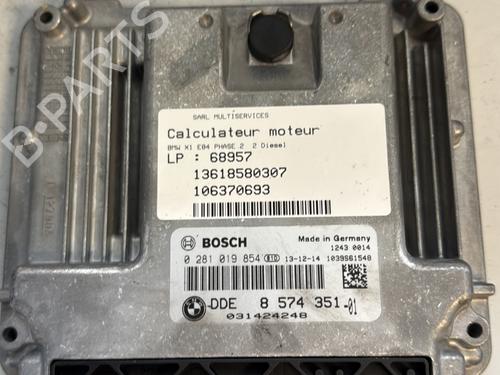 B-PARTS
SARL MULTISERVICES
Calculateur moteur
BMW X1 E84 PHASE 2 2 Diesel
LP : 68957
13618580307
106370693
BOSCH
Made in Germany
1243 0014
0 281 019 854 13-12-14 1039S61548
DDE 8 574 351-01
031424248